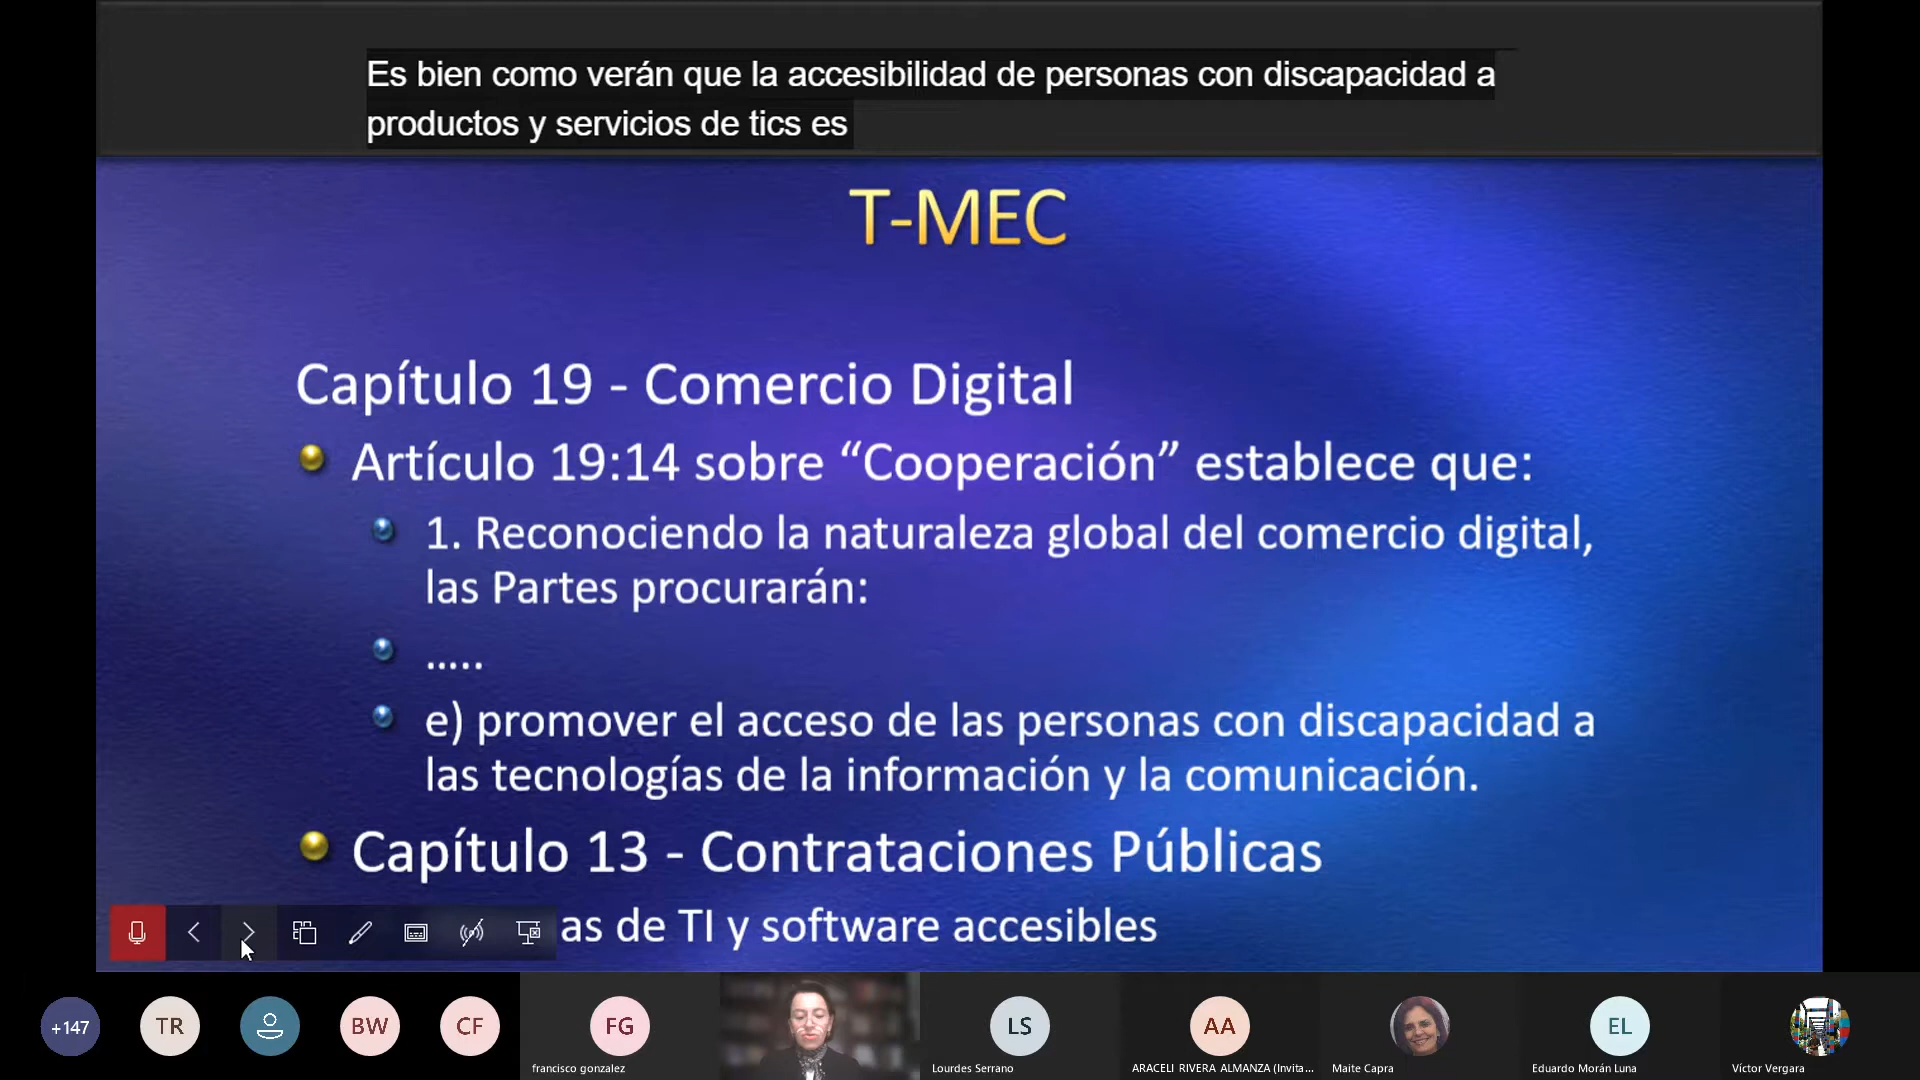 Es bien como verán que la accesibilidad de personas con discapacidad a
productos y servicios de tics es
T-MEC
Capítulo 19 - Comercio Digital
Artículo 19:14 sobre “Cooperación” establece que:
1. Reconociendo la naturaleza global del comercio digital,
las Partes procurarán:
.....
e) promover el acceso de las personas con discapacidad a
las tecnologías de la información y la comunicación.
Capítulo 13 - Contrataciones Públicas
as de TI y software accesibles
+147
TR
BW
CF
FG
LS
AA
EL
francisco gonzalez
Lourdes Serrano
ARACELI RIVERA ALMANZA (Invita...
Maite Capra
Eduardo Morán Luna
Víctor Vergara